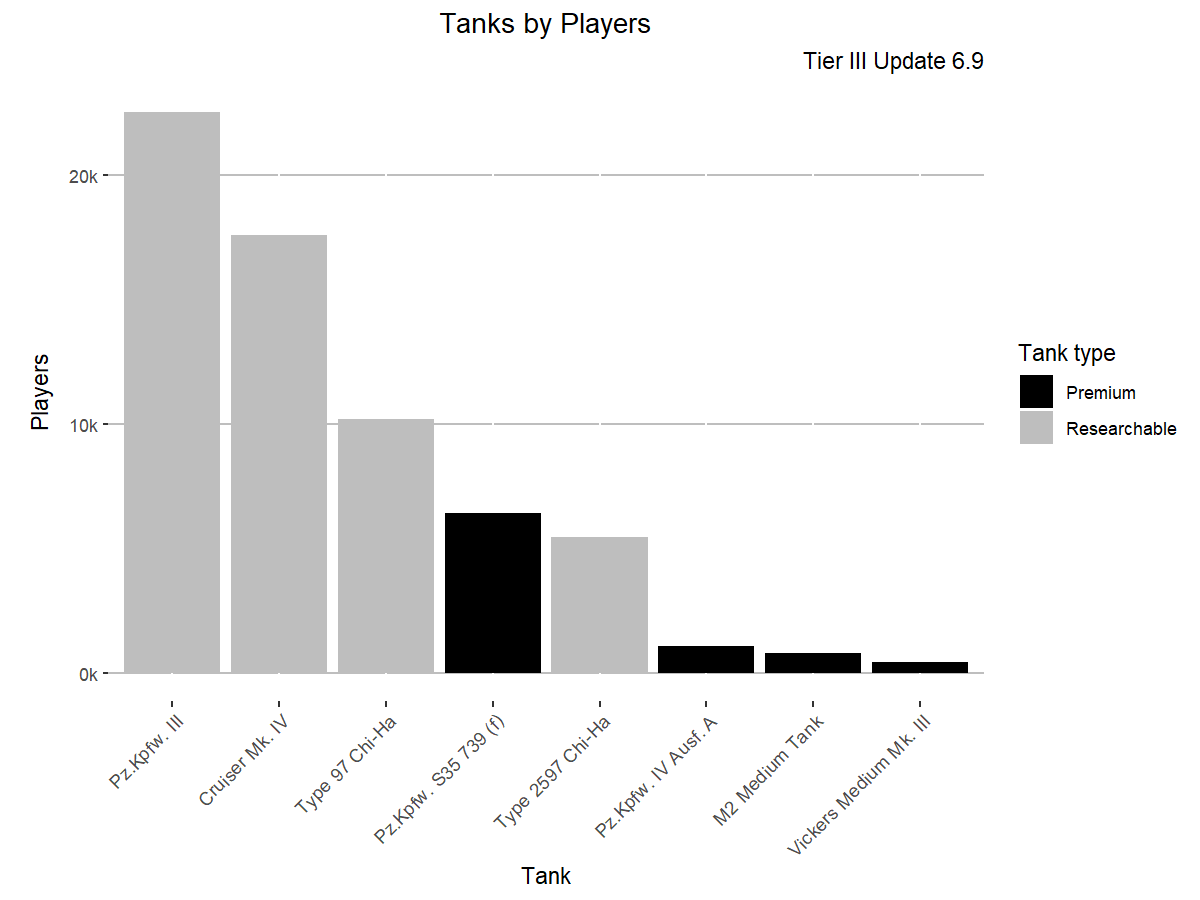 Tanks by Players
Tier III Update 6.9
Players
20k
10k
0k
Pz.Kpfw. III
Cruiser Mk. IV
Type 97 Chi-Ha
Pz.Kpfw. S35 739 (f)
Type 2597 Chi-Ha
Pz.Kpfw. IV Ausf. A
M2 Medium Tank
Vickers Medium Mk. III
Tank
Tank type
Premium
Researchable